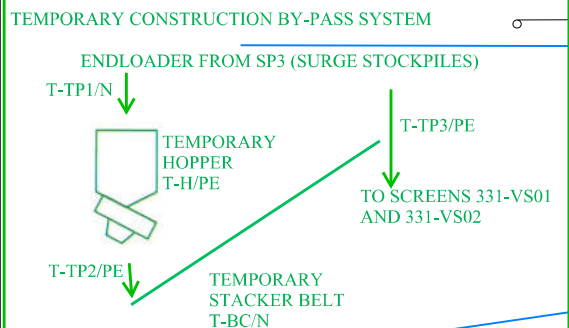 TEMPORARY CONSTRUCTION BY-PASS SYSTEM
ENDLOADER FROM SP3 (SURGE STOCKPILES)
T-TP1/N
T-TP3/PE
TEMPORARY
HOPPER
T-H/PE
TO SCREENS 331-VS01
AND 331-VS02
T-TP2/PE
TEMPORARY
STACKER BELT
T-BC/N